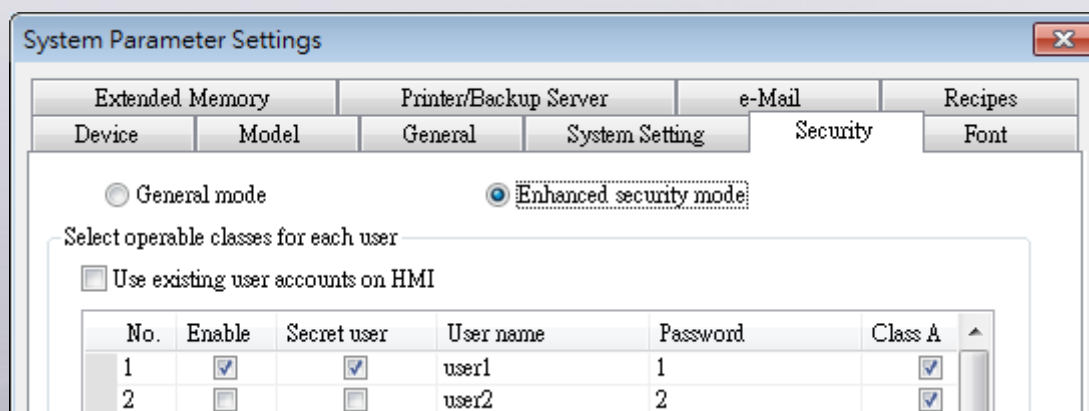 System Parameter Settings
Extended Memory Printer/Backup Server e-Mail Recipes
Device Model General System Setting Security Font
General mode Enhanced security mode
Select operable classes for each user
Use existing user accounts on HMI
No. Enable Secret user User name Password Class A
1 user1 1
2 user2 2